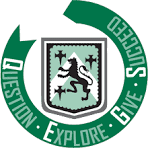 QUESTION · EXPLORE · GIVE · SUCCEED